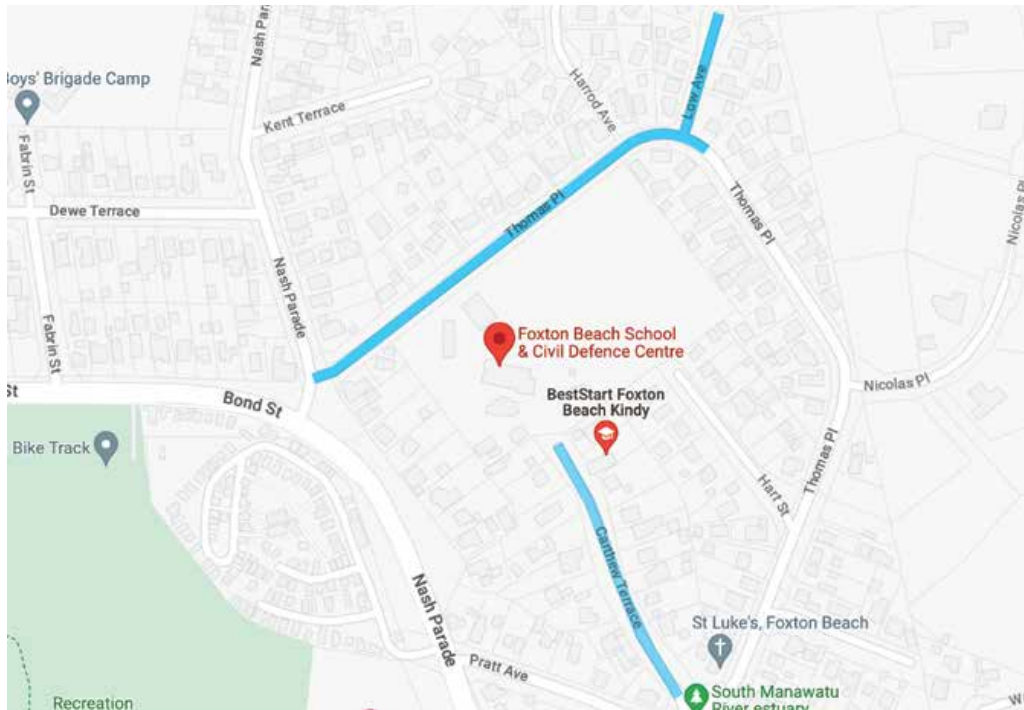 Nash Par
Boys' Brigade Camp
Harrod Ave
Low Ave
Kent Terrace
Fabrin St
Dewe Terrace
Thomas Pl
Thomas Pl
Nicolas Pl
Nash Parade
Fabrin St
Foxton Beach School
& Civil Defence Centre
St
Bond St
Nicolas Pl
BestStart Foxton
Beach Kindy
Bike Track
Thomas Pl
Hart St
Carthew Terrace
Nash Parade
St Luke's, Foxton Beach
Pratt Ave
South Manawatu
River estuary
Recreation